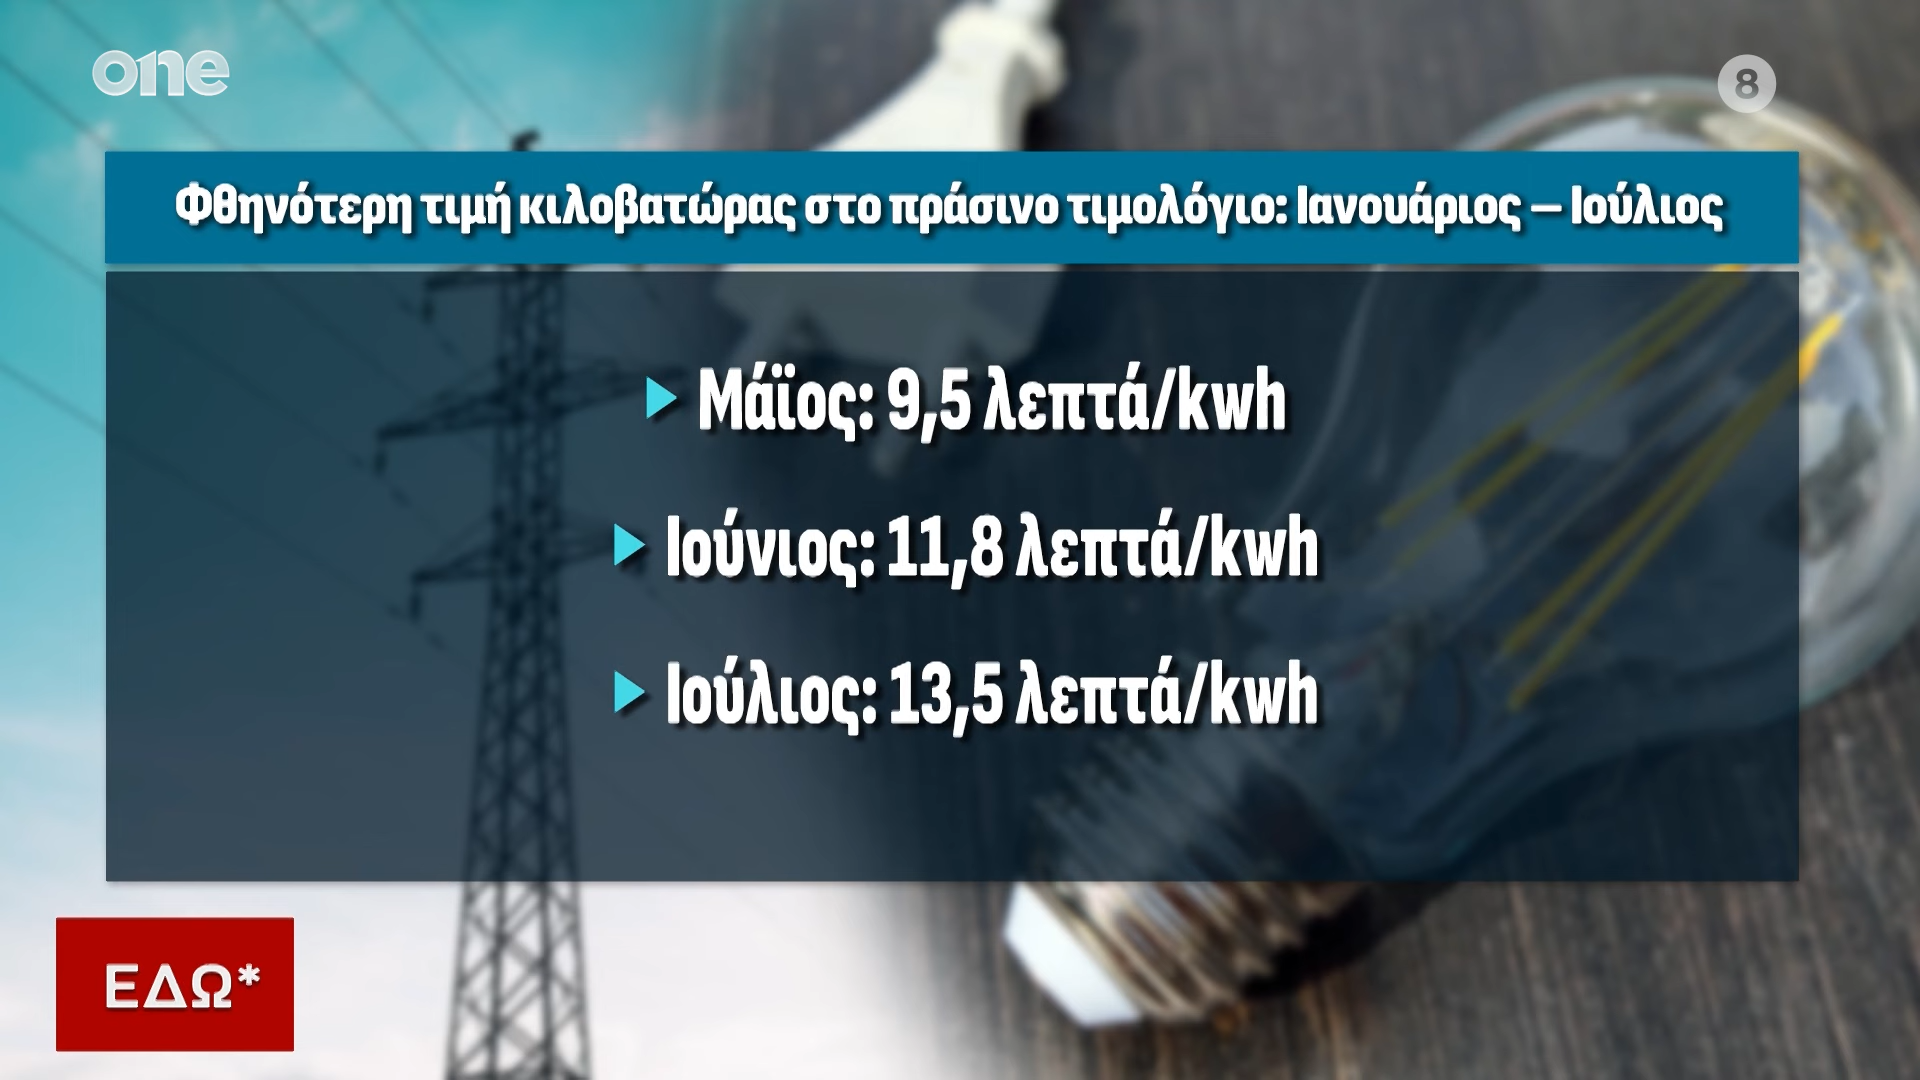 one
8
Φθηνότερη τιμή κιλοβατώρας στο πράσινο τιμολόγιο: Ιανουάριος – Ιούλιος
Μάϊος: 9,5 λεπτά/kwh
Ιούνιος: 11,8 λεπτά/kwh
Ιούλιος: 13,5 λεπτά/kwh
ΕΔΩ*